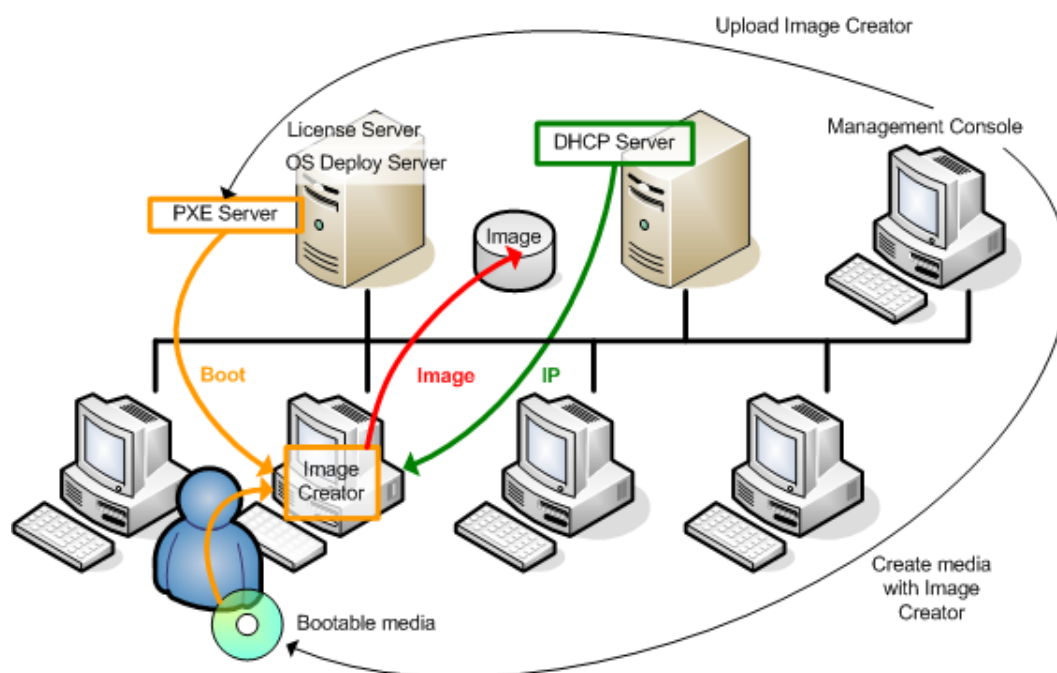 Upload Image Creator
License Server
OS Deploy Server
DHCP Server
Management Console
PXE Server
Image
Boot
Image
IP
Image
Creator
Create media
with Image
Creator
Bootable media